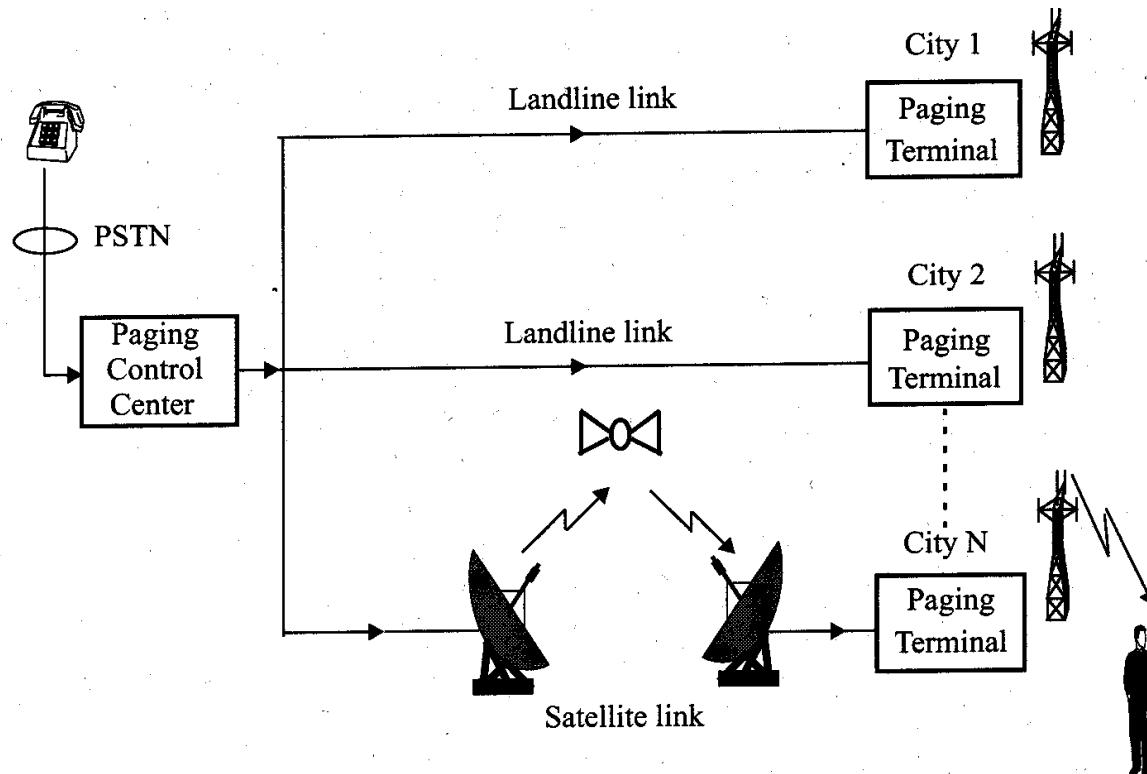 City 1
Landline link
Paging
Terminal
PSTN
City 2
Landline link
Paging
Terminal
Paging
Control
Center
City N
Paging
Terminal
Satellite link